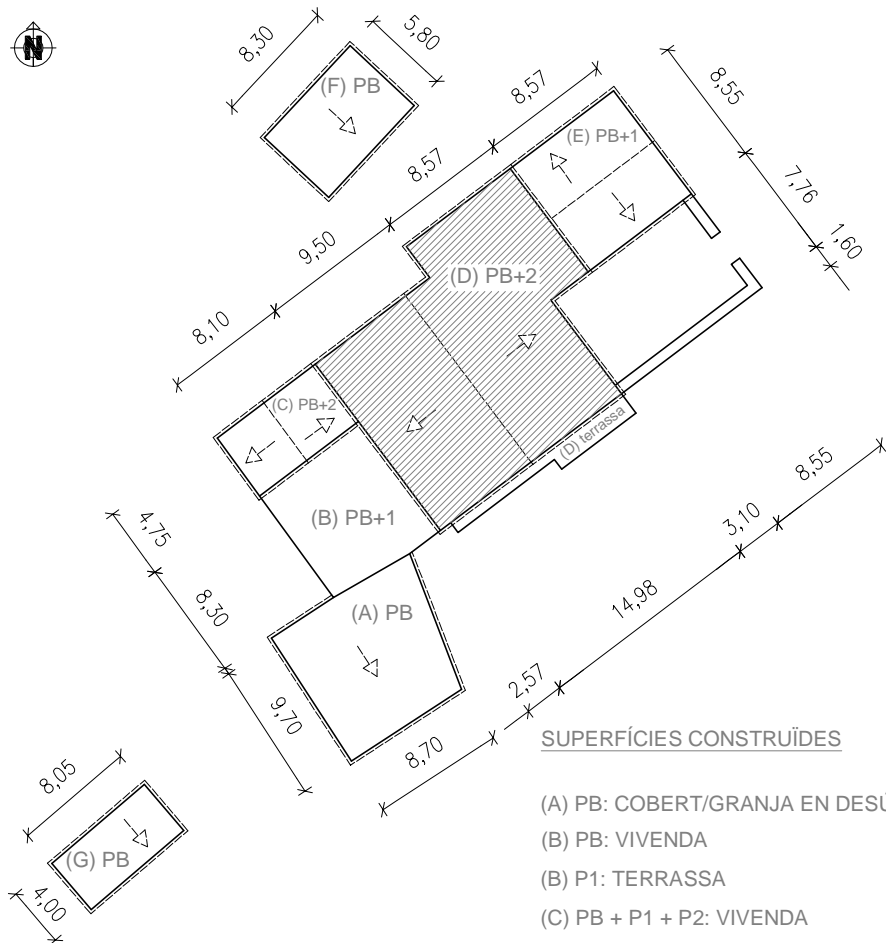 N
8,30
5,80
(F) PB
8,57
8,55
(E) PB+1
8,57
7,76
9,50
1,60
(D) PB+2
8,10
(C) PB+2
(D) terrassa
8,55
4,75
(B) PB+1
3,10
8,30
14,98
(A) PB
2,57
9,70
8,70
SUPERFÍCIES CONSTRUÏDES
8,05
(A) PB: COBERT/GRANJA EN DESÚ
(B) PB: VIVENDA
(G) PB
(B) P1: TERRASSA
4,00
(C) PB + P1 + P2: VIVENDA